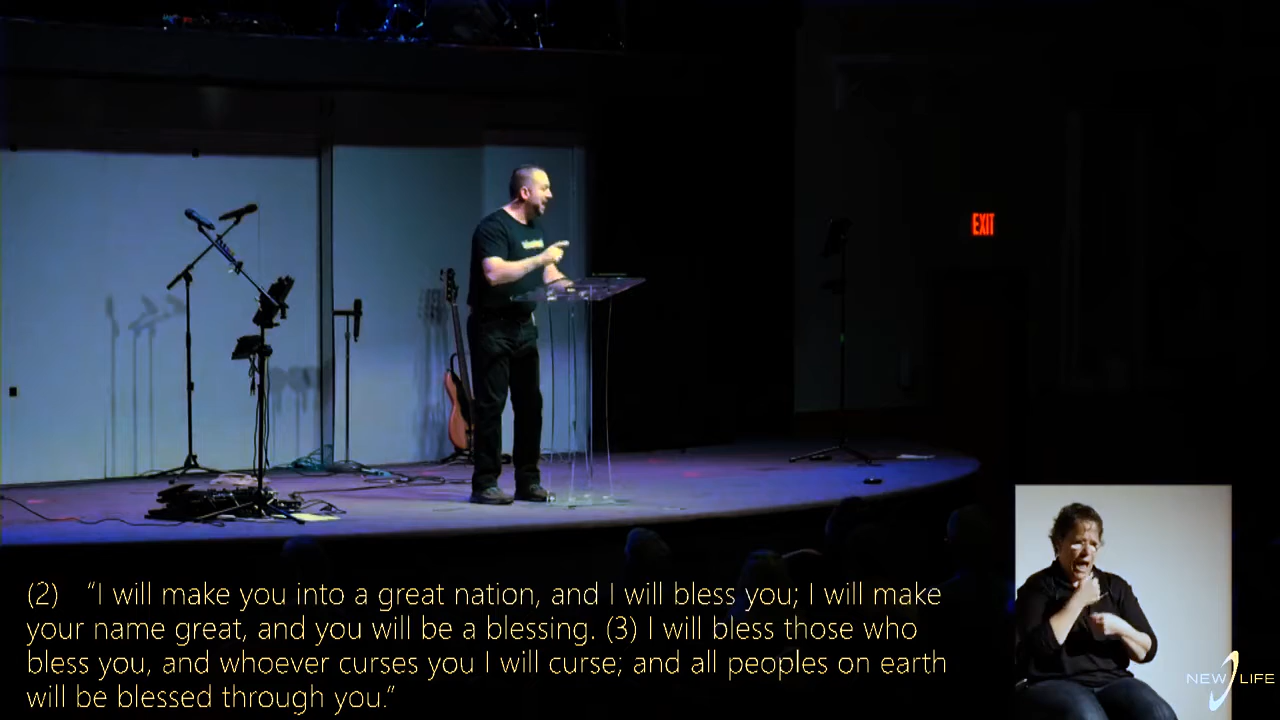 EXIT
(2) “I will make you into a great nation, and I will bless you; I will make
your name great, and you will be a blessing. (3) I will bless those who
bless you, and whoever curses you I will curse; and all peoples on earth
will be blessed through you.”
NEW LIFE